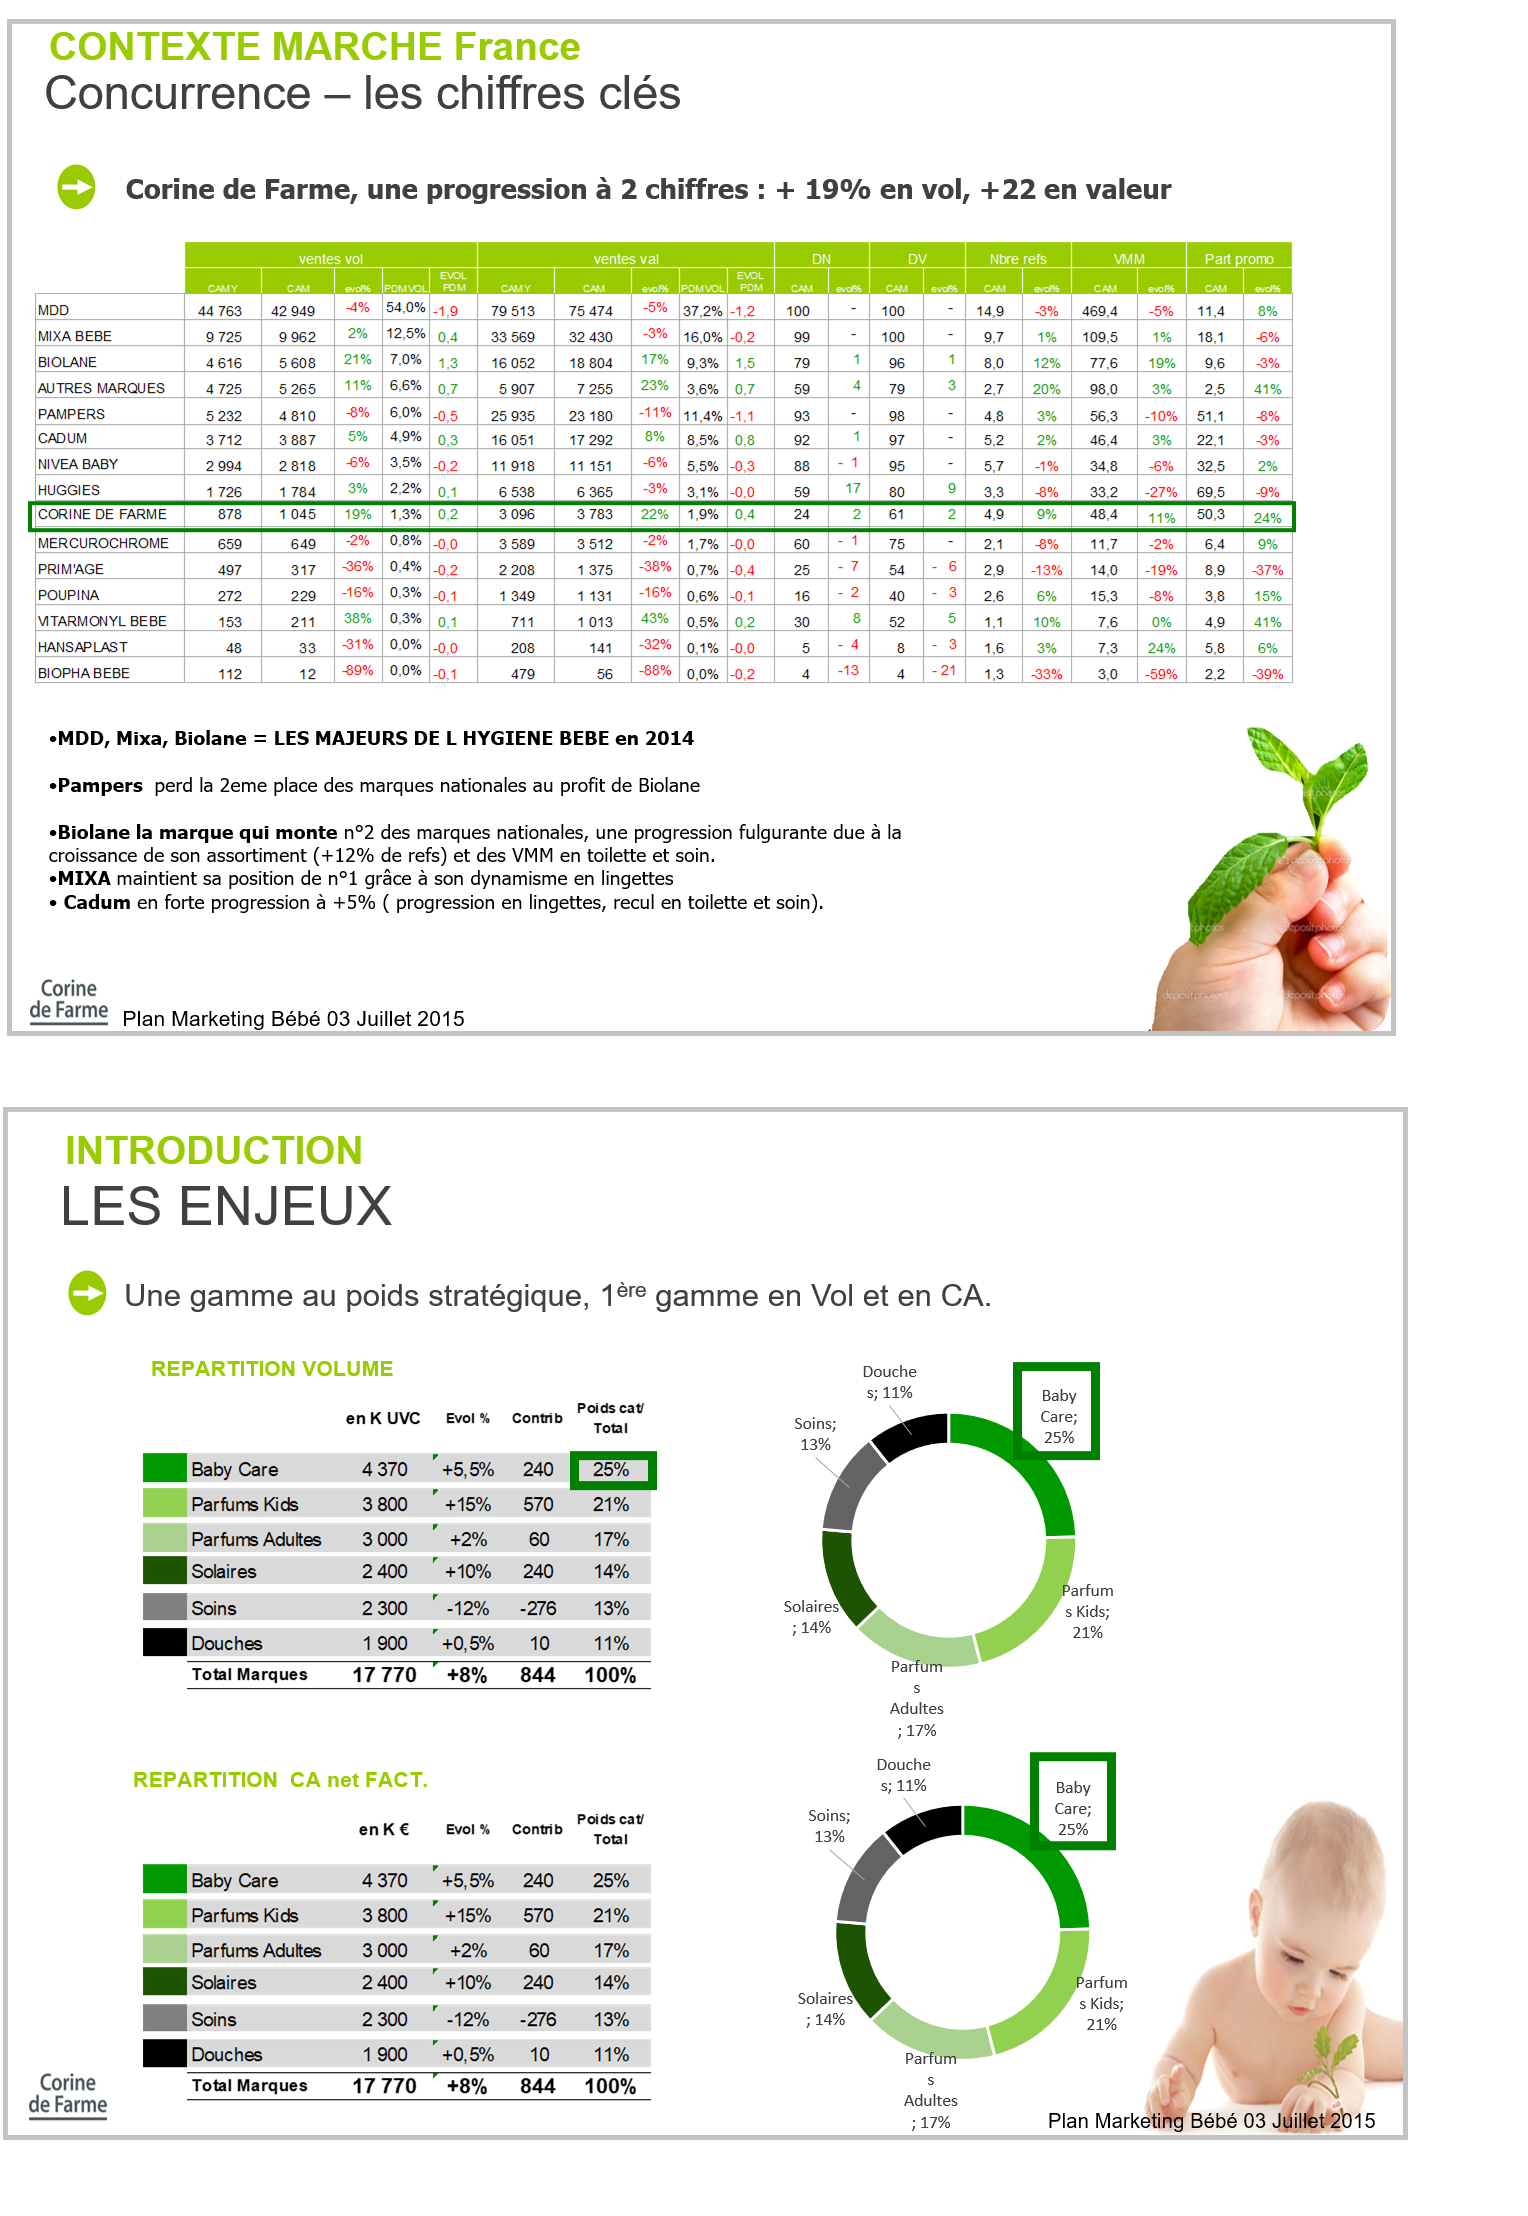 CONTEXTE MARCHE France
Concurrence – les chiffres clés
Corine de Farme, une progression à 2 chiffres : + 19% en vol, +22 en valeur
ventes vol ventes val DN DV Nbre refs VMM Part promo
CAMY CAM evol% PDM VOL EVOL PDM CAMY CAM evol% PDM VOL EVOL PDM CAM evol% CAM evol% CAM evol% CAM evol% CAM evol%
MDD 44 763 42 949 -4% 54,0% -1,9 79 513 75 474 -5% 37,2% -1,2 100 - 100 - 14,9 -3% 469,4 -5% 11,4 8%
MIXA BEBE 9 725 9 962 2% 12,5% 0,4 33 569 32 430 -3% 16,0% -0,2 99 - 100 - 9,7 1% 109,5 1% 18,1 -6%
BIOLANE 4 616 5 608 21% 7,0% 1,3 16 052 18 804 17% 9,3% 1,5 79 1 96 1 8,0 12% 77,6 19% 9,6 -3%
AUTRES MARQUES 4 725 5 265 11% 6,6% 0,7 5 907 7 255 23% 3,6% 0,7 59 4 79 3 2,7 20% 98,0 3% 2,5 41%
PAMPERS 5 232 4 810 -8% 6,0% -0,5 25 935 23 180 -11% 11,4% -1,1 93 - 98 - 4,8 3% 56,3 -10% 51,1 -8%
CADUM 3 712 3 887 5% 4,9% 0,3 16 051 17 292 8% 8,5% 0,8 92 1 97 - 5,2 2% 46,4 3% 22,1 -3%
NIVEA BABY 2 994 2 818 -6% 3,5% -0,2 11 918 11 151 -6% 5,5% -0,3 88 - 1 95 - 5,7 -1% 34,8 -6% 32,5 2%
HUGGIES 1 726 1 784 3% 2,2% 0,1 6 538 6 365 -3% 3,1% -0,0 59 17 80 9 3,3 -8% 33,2 -27% 69,5 -9%
CORINE DE FARME 878 1 045 19% 1,3% 0,2 3 096 3 783 22% 1,9% 0,4 24 2 61 2 4,9 9% 48,4 11% 50,3 24%
MERCUROCHROME 659 649 -2% 0,8% -0,0 3 589 3 512 -2% 1,7% -0,0 60 - 1 75 - 2,1 -8% 11,7 -2% 6,4 9%
PRIM'AGE 497 317 -36% 0,4% -0,2 2 208 1 375 -38% 0,7% -0,4 25 - 7 54 - 6 2,9 -13% 14,0 -19% 8,9 -37%
POUPINA 272 229 -16% 0,3% -0,1 1 349 1 131 -16% 0,6% -0,1 16 - 2 40 - 3 2,6 6% 15,3 -8% 3,8 15%
VITARMONYL BEBE 153 211 38% 0,3% 0,1 711 1 013 43% 0,5% 0,2 30 8 52 5 1,1 10% 7,6 0% 4,9 41%
HANSAPLAST 48 33 -31% 0,0% -0,0 208 141 -32% 0,1% -0,0 5 - 4 8 - 3 1,6 3% 7,3 24% 5,8 6%
BIOPHA BEBE 112 12 -89% 0,0% -0,1 479 56 -88% 0,0% -0,2 4 -13 4 - 21 1,3 -33% 3,0 -59% 2,2 -39%
•MDD, Mixa, Biolane = LES MAJEURS DE L HYGIENE BEBE en 2014
•Pampers perd la 2eme place des marques nationales au profit de Biolane
•Biolane la marque qui monte n°2 des marques nationales, une progression fulgurante due à la
croissance de son assortiment (+12% de refs) et des VMM en toilette et soin.
•MIXA maintient sa position de n°1 grâce à son dynamisme en lingettes
• Cadum en forte progression à +5% ( progression en lingettes, recul en toilette et soin).
depositphotos
depositphotos
depositphotos
depositphotos
depositphotos
Corine
de Farme
Plan Marketing Bébé 03 Juillet 2015
INTRODUCTION
LES ENJEUX
Une gamme au poids stratégique, 1ère gamme en Vol et en CA.
REPARTITION VOLUME
en K UVC Evol % Contrib Poids cat/ Total
Baby Care 4 370 +5,5% 240 25%
Parfums Kids 3 800 +15% 570 21%
Parfums Adultes 3 000 +2% 60 17%
Solaires 2 400 +10% 240 14%
Soins 2 300 -12% -276 13%
Douches 1 900 +0,5% 10 11%
Total Marques 17 770 +8% 844 100%
Douche
s; 11%
Baby
Care;
25%
Soins;
13%
Parfum
s Kids;
21%
Solaires
; 14%
Parfum
s
Adultes
; 17%
REPARTITION CA net FACT.
en K € Evol % Contrib Poids cat/ Total
Baby Care 4 370 +5,5% 240 25%
Parfums Kids 3 800 +15% 570 21%
Parfums Adultes 3 000 +2% 60 17%
Solaires 2 400 +10% 240 14%
Soins 2 300 -12% -276 13%
Douches 1 900 +0,5% 10 11%
Total Marques 17 770 +8% 844 100%
Douche
s; 11%
Baby
Care;
25%
Soins;
13%
Parfum
s Kids;
21%
Solaires
; 14%
Parfum
s
Adultes
; 17%
Corine
de Farme
Plan Marketing Bébé 03 Juillet 2015